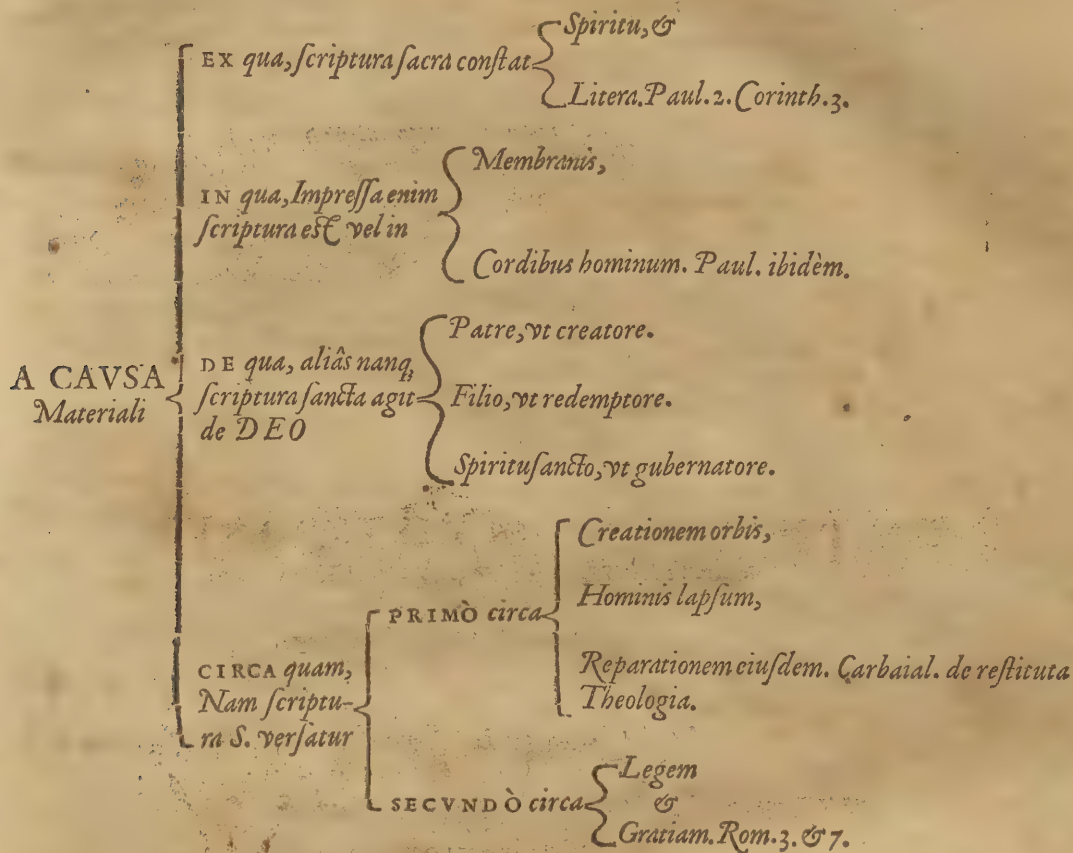 A CAVSA
Materiali
EX qua, ſcriptura ſacra conſtat
Spiritu, &
Litera. Paul. 2. Corinth. 3.
IN qua, Impreſſa enim
ſcriptura eſt vel in
Membranis,
Cordibus hominum. Paul. ibidèm.
DE qua, aliâs nanq;
ſcriptura ſancta agit
de DEO
Patre, vt creatore.
Filio, vt redemptore.
Spirituſancto, vt gubernatore.
CIRCA quam,
Nam ſcriptu-
ra S. verſatur
PRIMÒ circa
Creationem orbis,
Hominis lapſum,
Reparationem eiuſdem. Carbaial. de reſtituta
Theologia.
SECVNDÒ circa
Legem
&
Gratiam. Rom. 3. & 7.